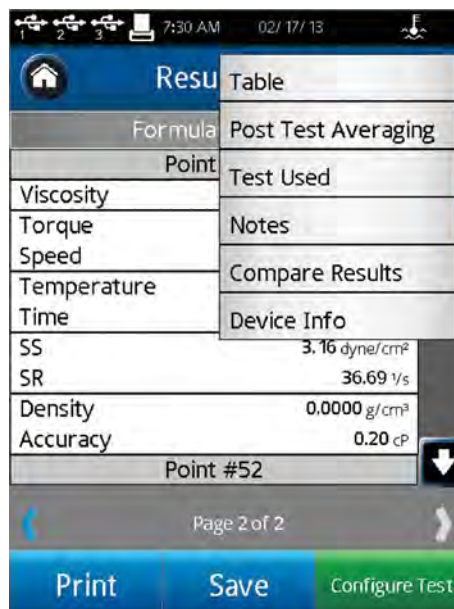 1 2 3 7:30 AM 02/17/13
Resu
Table
Formula
Post Test Averaging
Point
Test Used
Viscosity
Torque
Notes
Speed
Compare Results
Temperature
Time
Device Info
SS 3.16 dyne/cm²
SR 36.69 1/s
Density 0.0000 g/cm³
Accuracy 0.20 cP
Point #52
Page 2 of 2
Print Save Configure Test